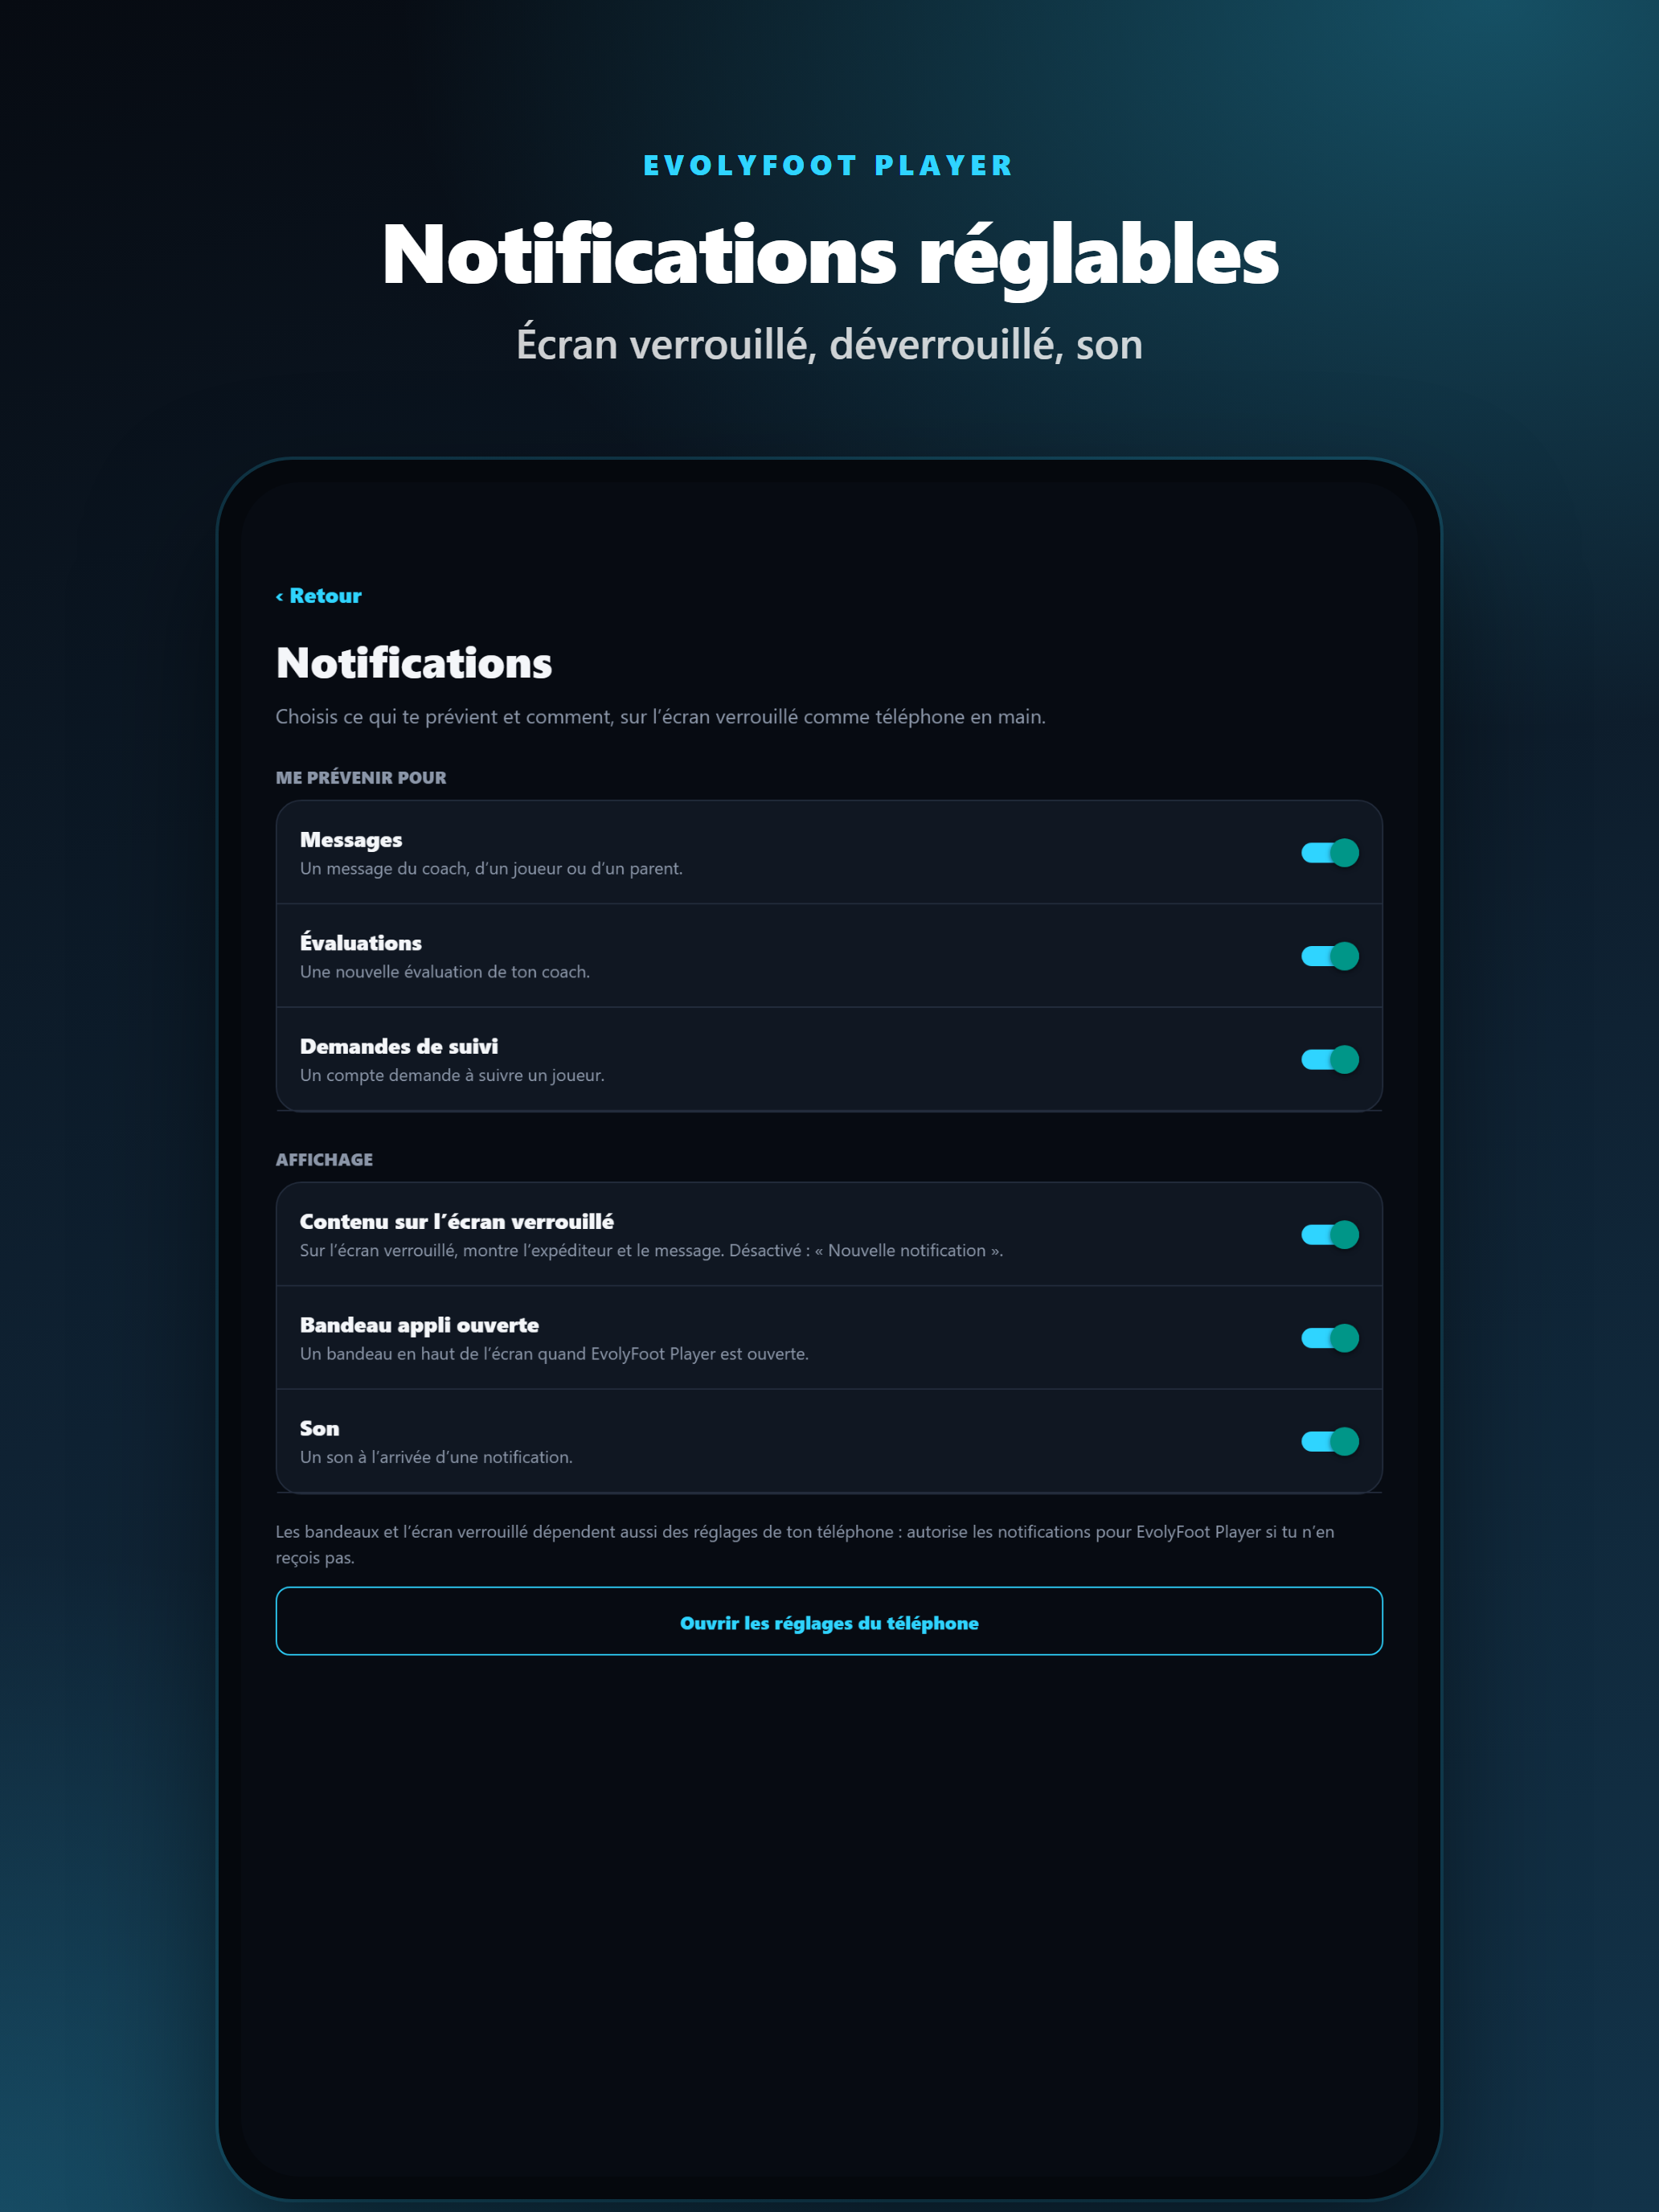 EVOLYFOOT PLAYER
Notifications réglables
Écran verrouillé, déverrouillé, son
‹ Retour
Notifications
Choisis ce qui te prévient et comment, sur l’écran verrouillé comme téléphone en main.
ME PRÉVENIR POUR
Messages
Un message du coach, d’un joueur ou d’un parent.
Évaluations
Une nouvelle évaluation de ton coach.
Demandes de suivi
Un compte demande à suivre un joueur.
AFFICHAGE
Contenu sur l’écran verrouillé
Sur l’écran verrouillé, montre l’expéditeur et le message. Désactivé : « Nouvelle notification ».
Bandeau appli ouverte
Un bandeau en haut de l’écran quand EvolyFoot Player est ouverte.
Son
Un son à l’arrivée d’une notification.
Les bandeaux et l’écran verrouillé dépendent aussi des réglages de ton téléphone : autorise les notifications pour EvolyFoot Player si tu n’en
reçois pas.
Ouvrir les réglages du téléphone